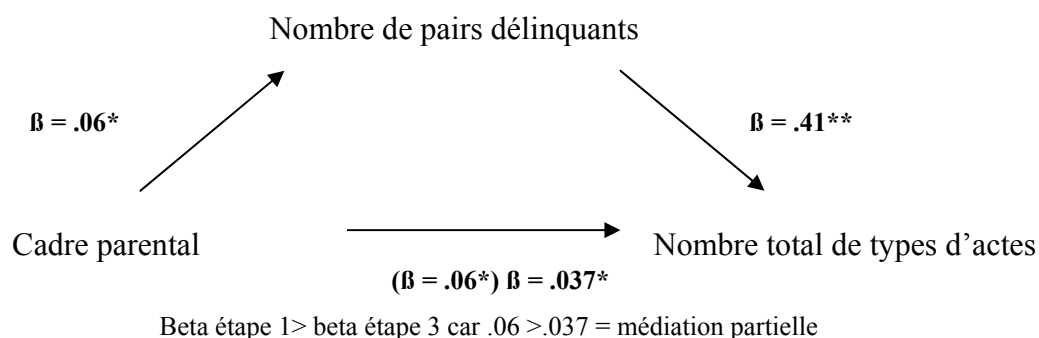 Nombre de pairs délinquants
ß = .06*
ß = .41**
Cadre parental
Nombre total de types d’actes
(ß = .06*) ß = .037*
Beta étape 1> beta étape 3 car .06 >.037 = médiation partielle